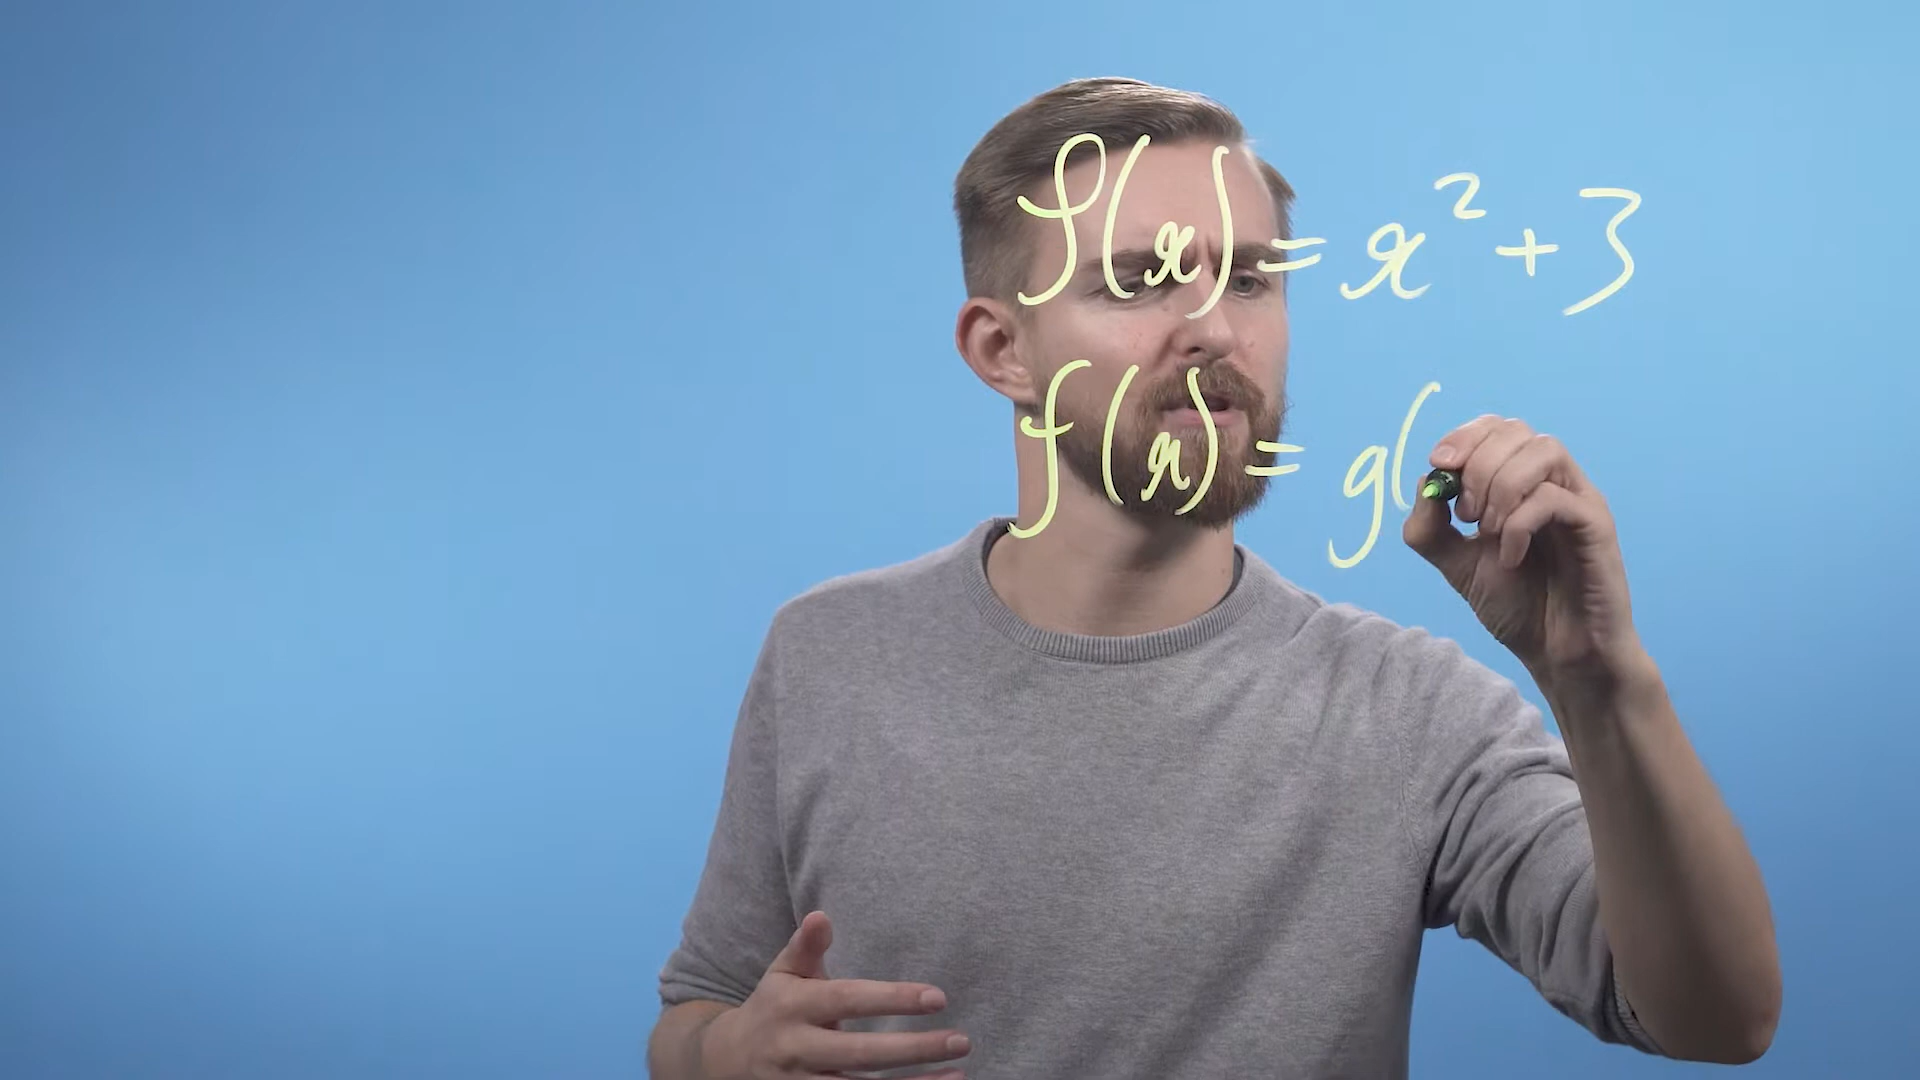 f(x) = x² + 3
f(x) = g(